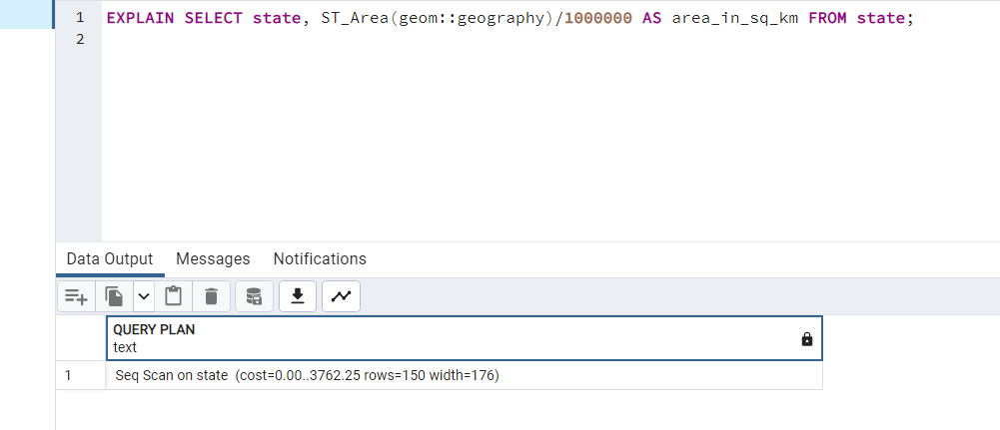 1 EXPLAIN SELECT state, ST_Area(geom::geography)/1000000 AS area_in_sq_km FROM state;
2
Data Output Messages Notifications
QUERY PLAN
text
1 Seq Scan on state (cost=0.00..3762.25 rows=150 width=176)